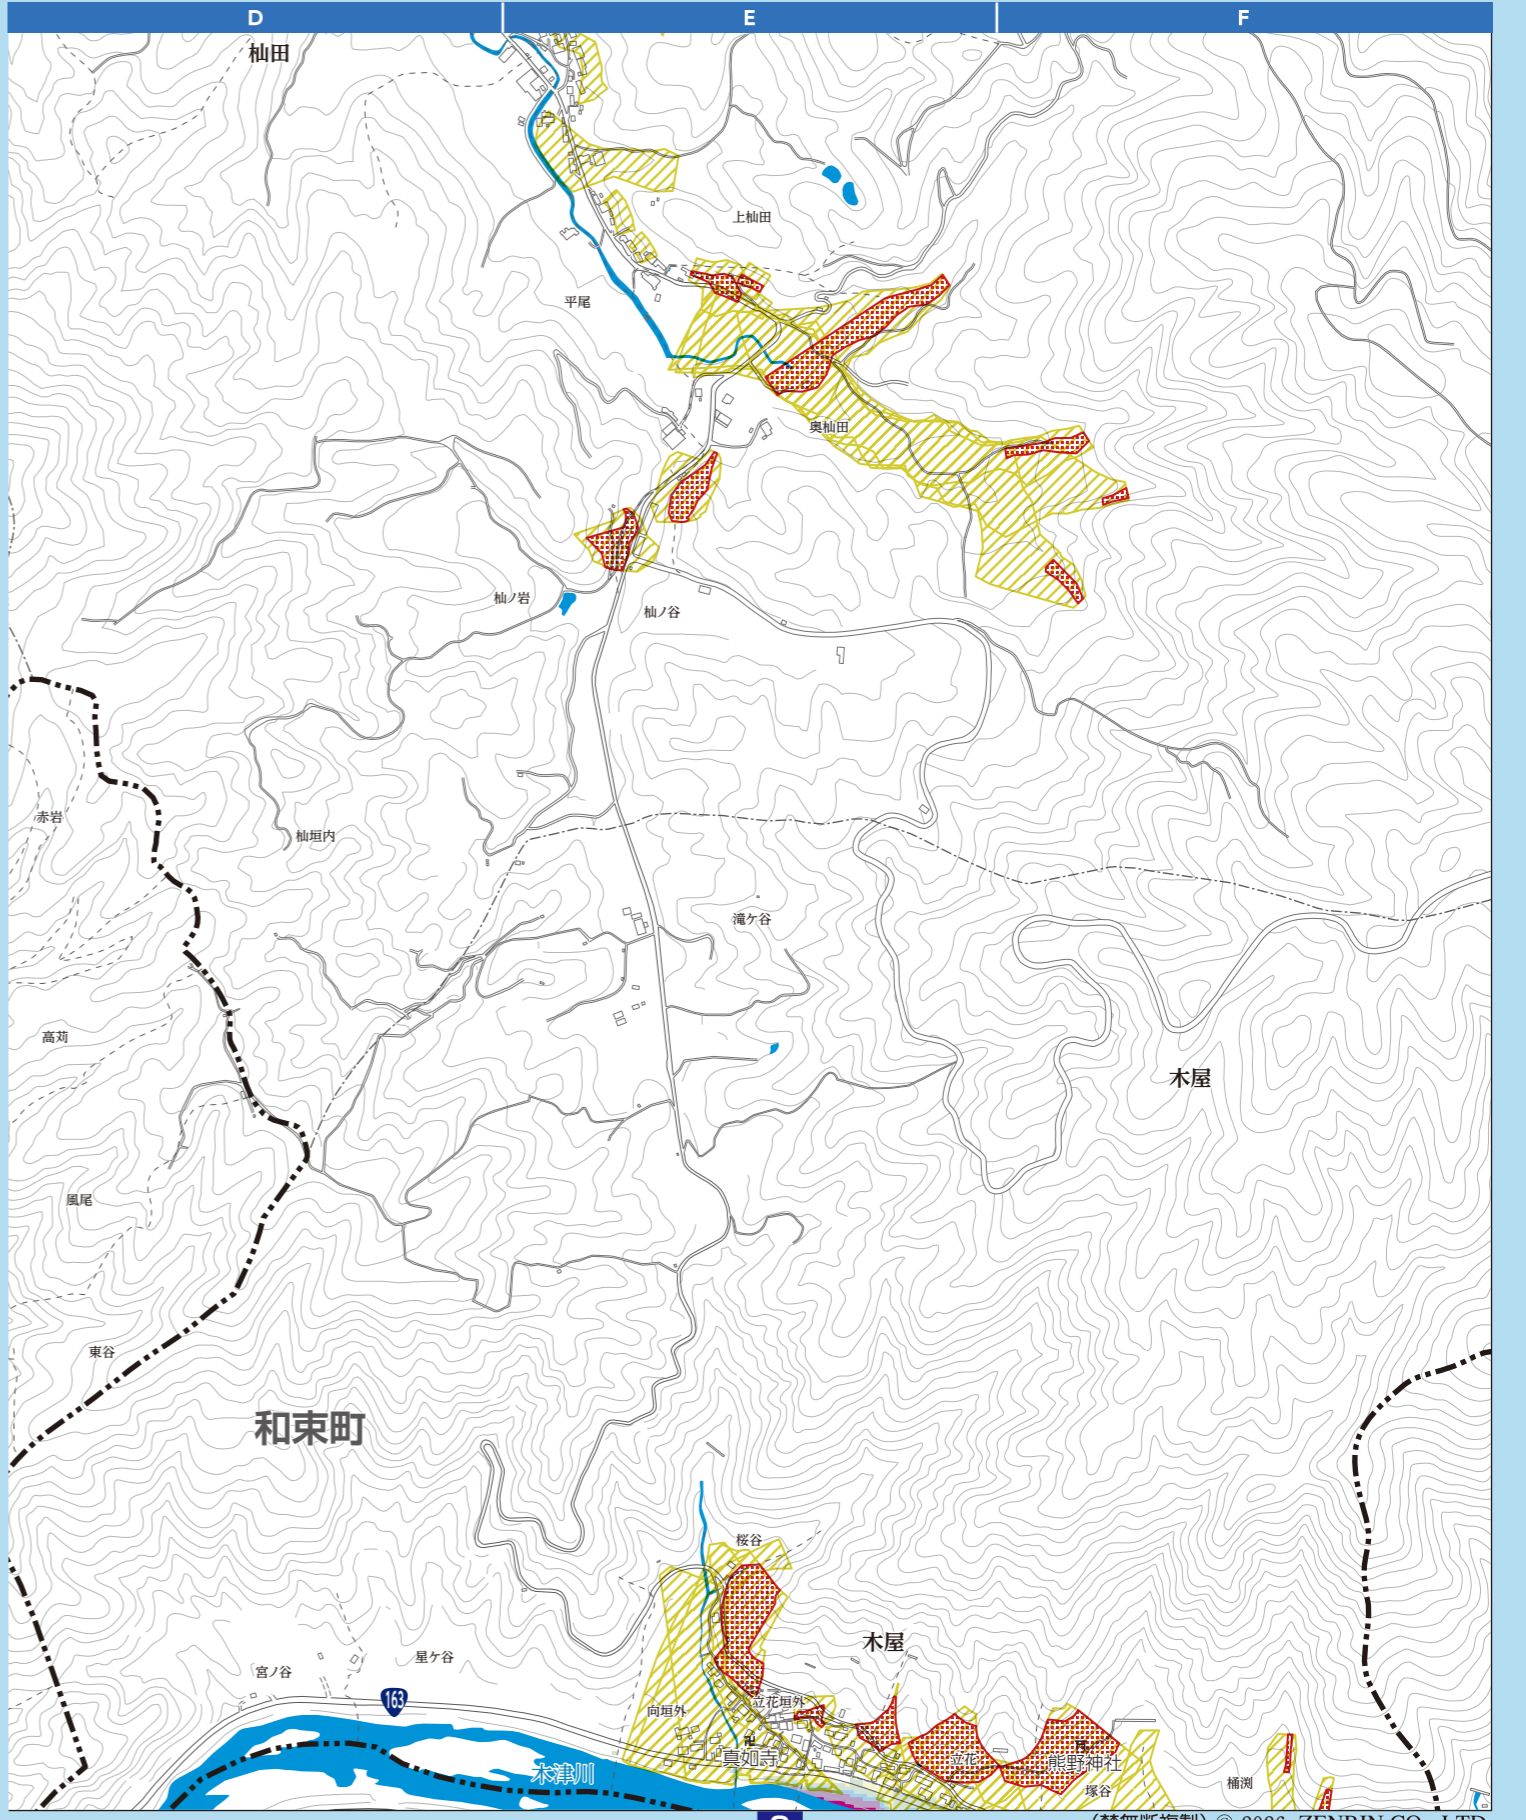 D
E
F
杣田
上杣田
平尾
奥杣田
杣ノ岩
杣ノ谷
赤岩
杣垣内
滝ケ谷
高苅
木屋
風尾
東谷
和束町
桜谷
木屋
星ケ谷
宮ノ谷
163
向垣外
立花垣外
真如寺
立花
熊野神社
木津川
桶渕
塚谷